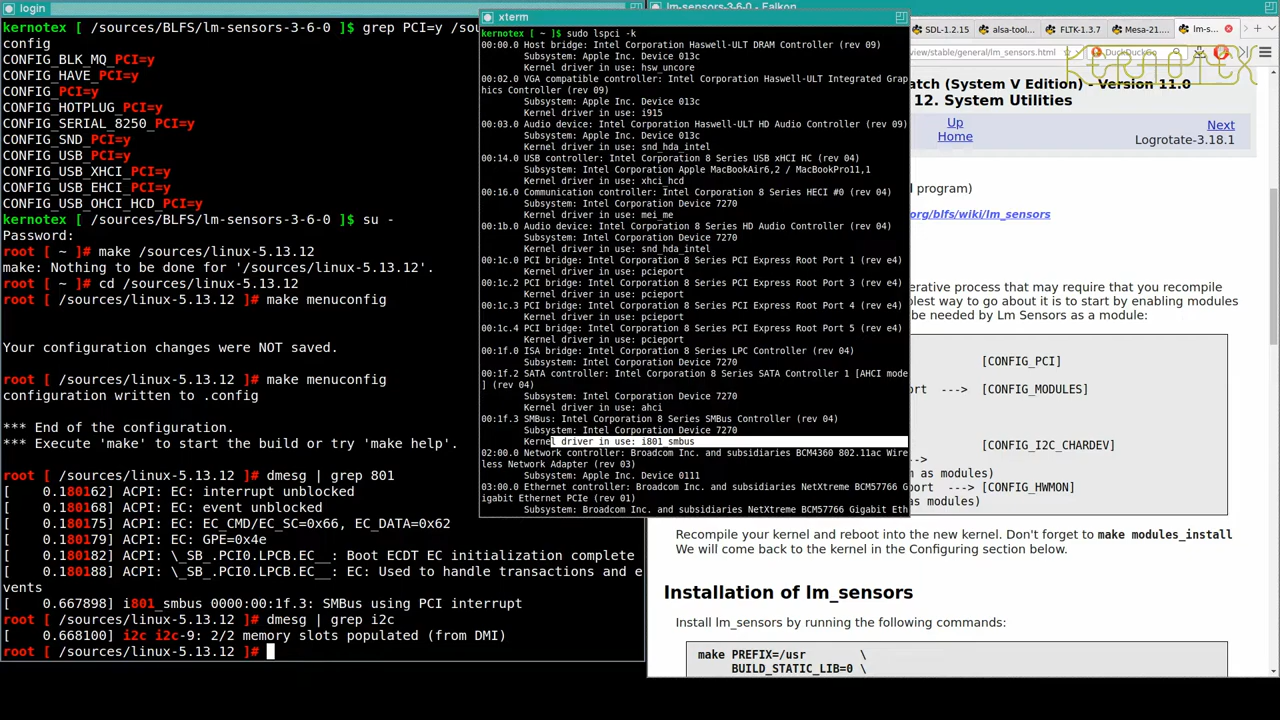 login
kernotex [ /sources/BLFS/lm-sensors-3-6-0 ]$ grep PCI=y /sou
config
CONFIG_BLK_MQ_PCI=y
CONFIG_HAVE_PCI=y
CONFIG_PCI=y
CONFIG_HOTPLUG_PCI=y
CONFIG_SERIAL_8250_PCI=y
CONFIG_SND_PCI=y
CONFIG_USB_PCI=y
CONFIG_USB_XHCI_PCI=y
CONFIG_USB_EHCI_PCI=y
CONFIG_USB_OHCI_HCD_PCI=y
kernotex [ /sources/BLFS/lm-sensors-3-6-0 ]$ su -
Password:
root [ ~ ]# make /sources/linux-5.13.12
make: Nothing to be done for '/sources/linux-5.13.12'.
root [ ~ ]# cd /sources/linux-5.13.12
root [ /sources/linux-5.13.12 ]# make menuconfig
Your configuration changes were NOT saved.
root [ /sources/linux-5.13.12 ]# make menuconfig
configuration written to .config
*** End of the configuration.
*** Execute 'make' to start the build or try 'make help'.
root [ /sources/linux-5.13.12 ]# dmesg | grep 801
[    0.180162] ACPI: EC: interrupt unblocked
[    0.180168] ACPI: EC: event unblocked
[    0.180175] ACPI: EC: EC_CMD/EC_SC=0x66, EC_DATA=0x62
[    0.180179] ACPI: EC: GPE=0x4e
[    0.180182] ACPI: \_SB_.PCI0.LPCB.EC__: Boot ECDT EC initialization complete
[    0.180188] ACPI: \_SB_.PCI0.LPCB.EC__: EC: Used to handle transactions and e
vents
[    0.667898] i801_smbus 0000:00:1f.3: SMBus using PCI interrupt
root [ /sources/linux-5.13.12 ]# dmesg | grep i2c
[    0.668100] i2c i2c-9: 2/2 memory slots populated (from DMI)
root [ /sources/linux-5.13.12 ]#
xterm
kernotex [ ~ ]$ sudo lspci -k
00:00.0 Host bridge: Intel Corporation Haswell-ULT DRAM Controller (rev 09)
Subsystem: Apple Inc. Device 013c
Kernel driver in use: hsw_uncore
00:02.0 VGA compatible controller: Intel Corporation Haswell-ULT Integrated Grap
hics Controller (rev 09)
Subsystem: Apple Inc. Device 013c
Kernel driver in use: i915
00:03.0 Audio device: Intel Corporation Haswell-ULT HD Audio Controller (rev 09)
Subsystem: Apple Inc. Device 013c
Kernel driver in use: snd_hda_intel
00:14.0 USB controller: Intel Corporation 8 Series USB xHCI HC (rev 04)
Subsystem: Intel Corporation Apple MacBookAir6,2 / MacBookPro11,1
Kernel driver in use: xhci_hcd
00:16.0 Communication controller: Intel Corporation 8 Series HECI #0 (rev 04)
Subsystem: Intel Corporation Device 7270
Kernel driver in use: mei_me
00:1b.0 Audio device: Intel Corporation 8 Series HD Audio Controller (rev 04)
Subsystem: Intel Corporation Device 7270
Kernel driver in use: snd_hda_intel
00:1c.0 PCI bridge: Intel Corporation 8 Series PCI Express Root Port 1 (rev e4)
Kernel driver in use: pcieport
00:1c.2 PCI bridge: Intel Corporation 8 Series PCI Express Root Port 3 (rev e4)
Kernel driver in use: pcieport
00:1c.3 PCI bridge: Intel Corporation 8 Series PCI Express Root Port 4 (rev e4)
Kernel driver in use: pcieport
00:1c.4 PCI bridge: Intel Corporation 8 Series PCI Express Root Port 5 (rev e4)
Kernel driver in use: pcieport
00:1f.0 ISA bridge: Intel Corporation 8 Series LPC Controller (rev 04)
Subsystem: Intel Corporation Device 7270
00:1f.2 SATA controller: Intel Corporation 8 Series SATA Controller 1 [AHCI mode
] (rev 04)
Subsystem: Intel Corporation Device 7270
Kernel driver in use: ahci
00:1f.3 SMBus: Intel Corporation 8 Series SMBus Controller (rev 04)
Subsystem: Intel Corporation Device 7270
Kernel driver in use: i801_smbus
02:00.0 Network controller: Broadcom Inc. and subsidiaries BCM4360 802.11ac Wire
less Network Adapter (rev 03)
Subsystem: Apple Inc. Device 0111
03:00.0 Ethernet controller: Broadcom Inc. and subsidiaries NetXtreme BCM57766 G
igabit Ethernet PCIe (rev 01)
Subsystem: Broadcom Inc. and subsidiaries NetXtreme BCM57766 Gigabit Eth
lm-sensors-3-6-0 - Falkon
SDL-1.2.15
alsa-tool...
FLTK-1.3.7
Mesa-21....
lm-s...
view/stable/general/lm_sensors.html
DuckDuckGo
KERNOTEX
atch (System V Edition) - Version 11.0
12. System Utilities
Up
Home
Next
Logrotate-3.18.1
l program)
org/blfs/wiki/lm_sensors
erative process that may require that you recompile
plest way to go about it is to start by enabling modules
be needed by Lm Sensors as a module:
[CONFIG_PCI]
port ---> [CONFIG_MODULES]
[CONFIG_I2C_CHARDEV]
m as modules)
port ---> [CONFIG_HWMON]
as modules)
Recompile your kernel and reboot into the new kernel. Don't forget to make modules_install
We will come back to the kernel in the Configuring section below.
Installation of lm_sensors
Install lm_sensors by running the following commands:
make PREFIX=/usr \
BUILD_STATIC_LIB=0 \